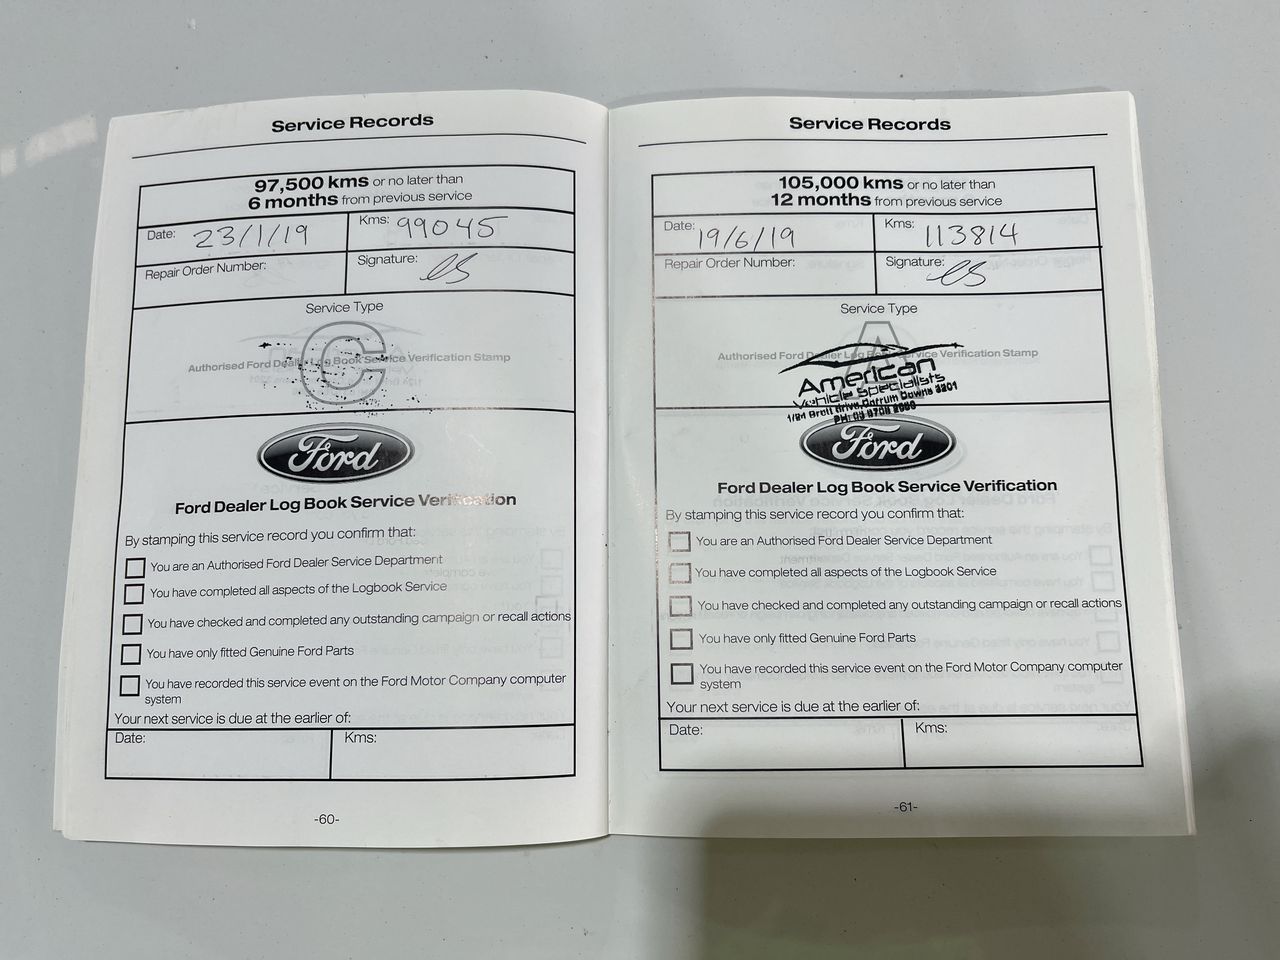 Service Records
97,500 kms or no later than
6 months from previous service
Date: 23/1/19 Kms: 99045
Repair Order Number: Signature:
Service Type
C
Authorised Ford Dealer Log Book Service Verification Stamp
Ford
Ford Dealer Log Book Service Verification
By stamping this service record you confirm that:
You are an Authorised Ford Dealer Service Department
You have completed all aspects of the Logbook Service
You have checked and completed any outstanding campaign or recall actions
You have only fitted Genuine Ford Parts
You have recorded this service event on the Ford Motor Company computer
system
Your next service is due at the earlier of:
Date: Kms:
-60-
Service Records
105,000 kms or no later than
12 months from previous service
Date: 19/6/19 Kms: 113814
Repair Order Number: Signature:
Service Type
A
Authorised Ford Dealer Log Book Service Verification Stamp
American
Vehicle Specialists
Drive, Carrum Downs 3201
Ford
Ford Dealer Log Book Service Verification
By stamping this service record you confirm that:
You are an Authorised Ford Dealer Service Department
You have completed all aspects of the Logbook Service
You have checked and completed any outstanding campaign or recall actions
You have only fitted Genuine Ford Parts
You have recorded this service event on the Ford Motor Company computer
system
Your next service is due at the earlier of:
Date: Kms:
-61-